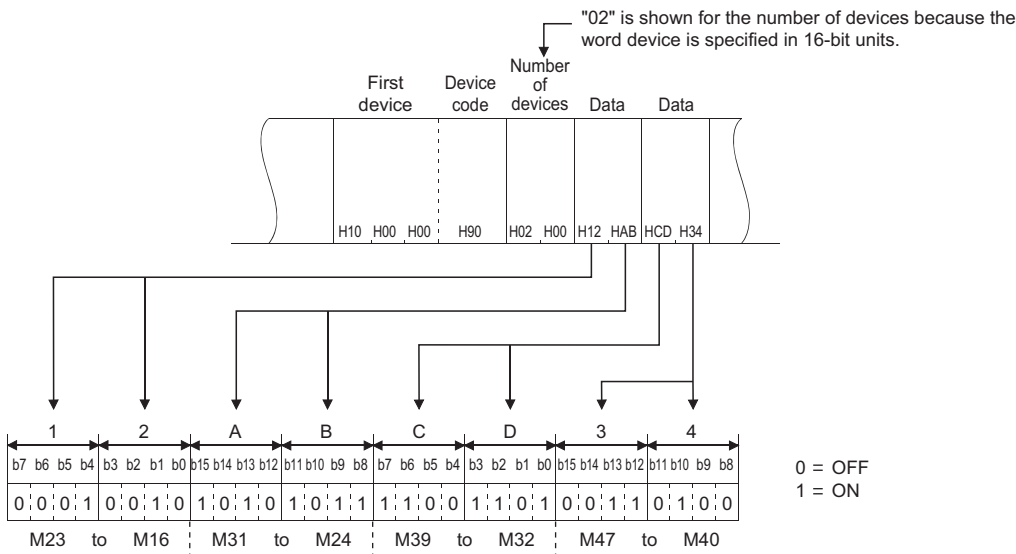 "02" is shown for the number of devices because the
word device is specified in 16-bit units.
First device
Device code
Number of devices
Data
Data
H10 H00 H00 H90 H02 H00 H12 HAB HCD H34
1 2 A B C D 3 4
b7 b6 b5 b4 b3 b2 b1 b0 b15 b14 b13 b12 b11 b10 b9 b8 b7 b6 b5 b4 b3 b2 b1 b0 b15 b14 b13 b12 b11 b10 b9 b8
0 0 0 1 0 0 1 0 1 0 1 0 1 0 1 1 1 1 0 0 1 1 0 1 0 0 1 1 0 1 0 0
M23 to M16 M31 to M24 M39 to M32 M47 to M40
0 = OFF
1 = ON